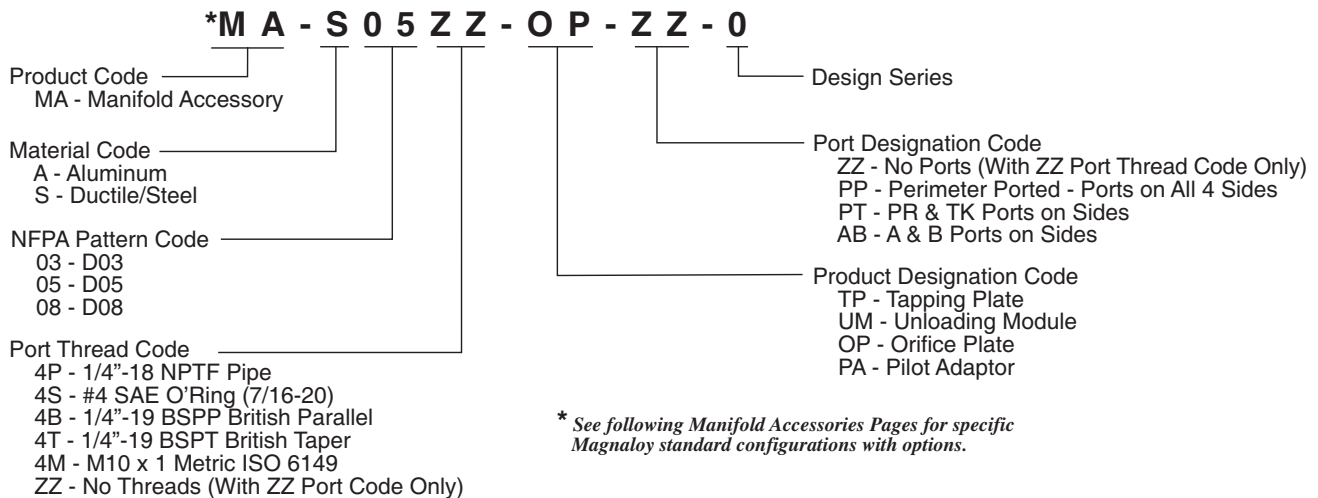 *MA-S05ZZ-OP-ZZ-0
Product Code
MA - Manifold Accessory
Material Code
A - Aluminum
S - Ductile/Steel
NFPA Pattern Code
03 - D03
05 - D05
08 - D08
Port Thread Code
4P - 1/4”-18 NPTF Pipe
4S - #4 SAE O’Ring (7/16-20)
4B - 1/4”-19 BSPP British Parallel
4T - 1/4”-19 BSPT British Taper
4M - M10 x 1 Metric ISO 6149
ZZ - No Threads (With ZZ Port Code Only)
Design Series
Port Designation Code
ZZ - No Ports (With ZZ Port Thread Code Only)
PP - Perimeter Ported - Ports on All 4 Sides
PT - PR & TK Ports on Sides
AB - A & B Ports on Sides
Product Designation Code
TP - Tapping Plate
UM - Unloading Module
OP - Orifice Plate
PA - Pilot Adaptor
* See following Manifold Accessories Pages for specific
Magnaloy standard configurations with options.